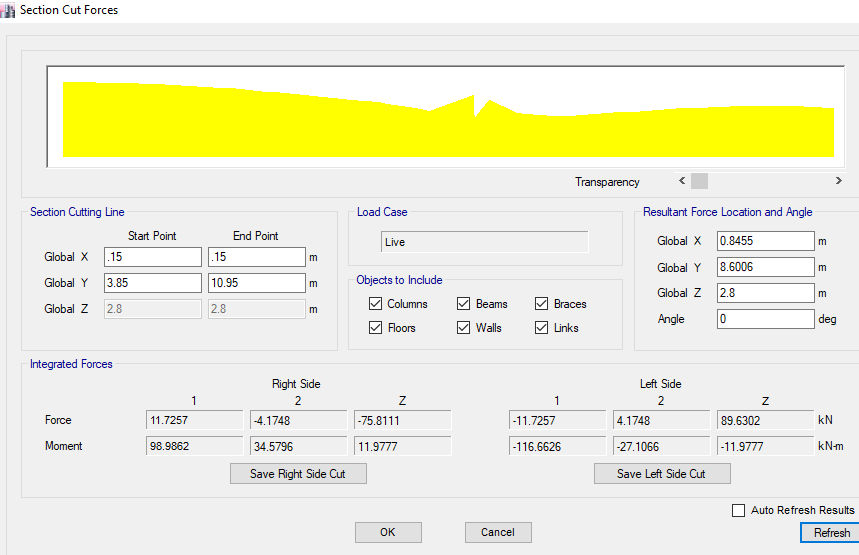 Section Cut Forces
Transparency < >
Section Cutting Line
Start Point End Point
Global X .15 .15 m
Global Y 3.85 10.95 m
Global Z 2.8 2.8 m
Load Case
Live
Objects to Include
Columns Beams Braces
Floors Walls Links
Resultant Force Location and Angle
Global X 0.8455 m
Global Y 8.6006 m
Global Z 2.8 m
Angle 0 deg
Integrated Forces
Right Side Left Side
1 2 Z 1 2 Z
Force 11.7257 -4.1748 -75.8111 -11.7257 4.1748 89.6302 kN
Moment 98.9862 34.5796 11.9777 -116.6626 -27.1066 -11.9777 kN-m
Save Right Side Cut Save Left Side Cut
Auto Refresh Results
OK Cancel Refresh